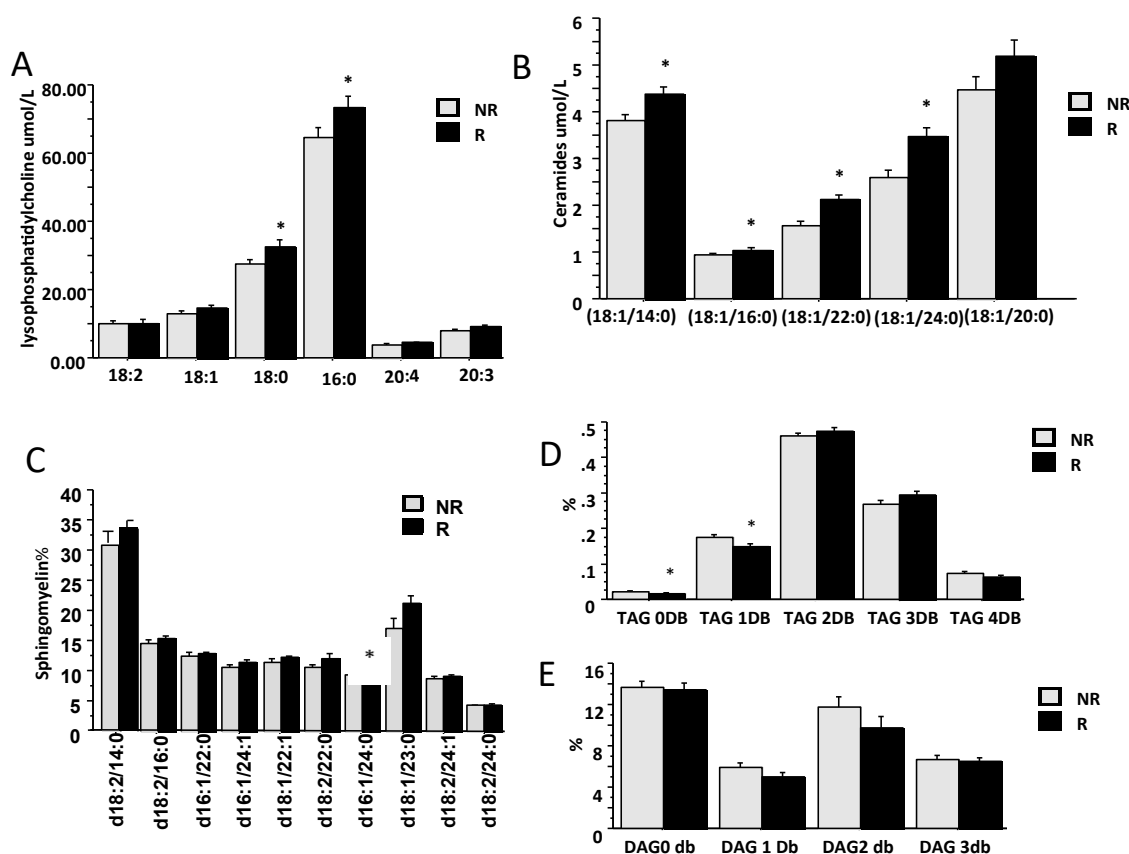 A
lysophosphatidylcholine umol/L
80.00
60.00
40.00
20.00
0.00
*
*
NR
R
18:2 18:1 18:0 16:0 20:4 20:3
B
Ceramides umol/L
6
5
4
3
2
1
0
*
*
*
*
NR
R
(18:1/14:0) (18:1/16:0) (18:1/22:0) (18:1/24:0) (18:1/20:0)
C
Sphingomyelin%
40
35
30
25
20
15
10
5
0
*
NR
R
d18:2/14:0
d18:2/16:0
d16:1/22:0
d16:1/24:1
d18:1/22:1
d18:2/22:0
d16:1/24:0
d18:1/23:0
d18:2/24:1
d18:2/24:0
D
%
.5
.4
.3
.2
.1
0
*
*
NR
R
TAG 0DB TAG 1DB TAG 2DB TAG 3DB TAG 4DB
E
%
16
12
8
4
0
NR
R
DAG0 db DAG 1 Db DAG2 db DAG 3db